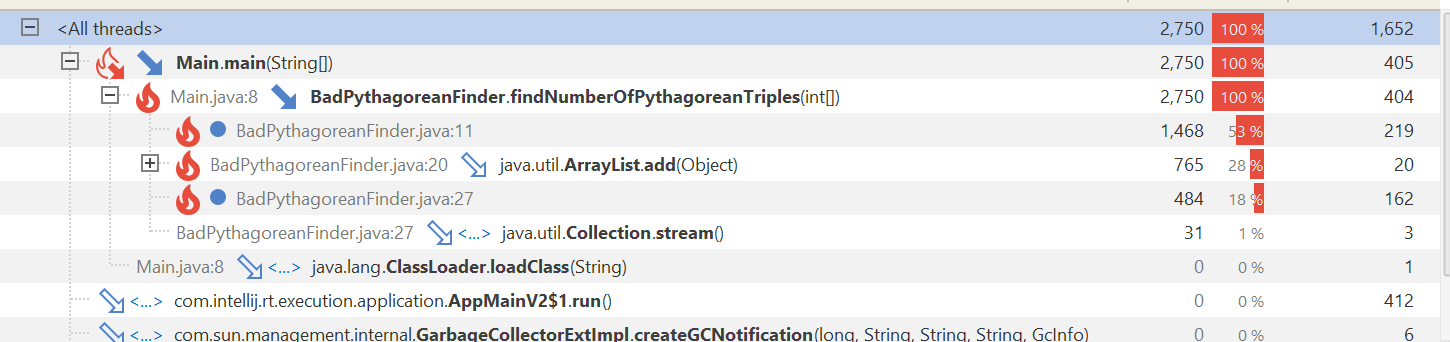 <All threads> 2,750 100 % 1,652
Main.main(String[]) 2,750 100 % 405
Main.java:8 BadPythagoreanFinder.findNumberOfPythagoreanTriples(int[]) 2,750 100 % 404
BadPythagoreanFinder.java:11 1,468 53 % 219
BadPythagoreanFinder.java:20 java.util.ArrayList.add(Object) 765 28 % 20
BadPythagoreanFinder.java:27 484 18 % 162
BadPythagoreanFinder.java:27 <...> java.util.Collection.stream() 31 1 % 3
Main.java:8 <...> java.lang.ClassLoader.loadClass(String) 0 0 % 1
<...> com.intellij.rt.execution.application.AppMainV2$1.run() 0 0 % 412
<...> com.sun.management.internal.GarbageCollectorExtImpl.createGCNotification(long, String, String, String, GcInfo) 0 0 % 6